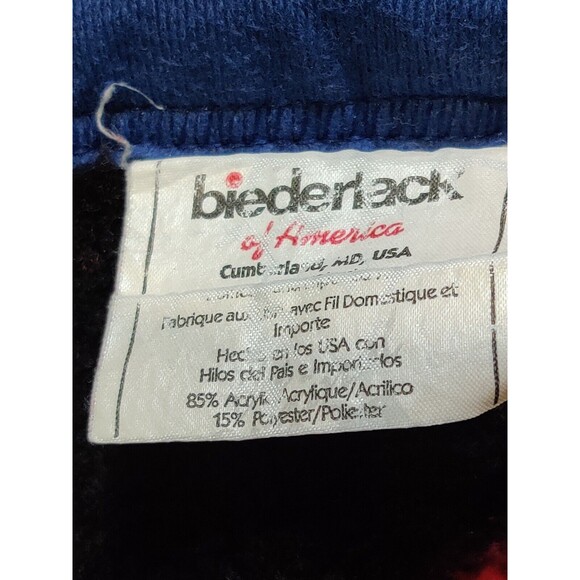 biederlack
of America
Cumberland, MD, USA
Fabrique aux avec Fil Domestique et
Importe
Hecho en los USA con
Hilos del Pais e Importados
85% Acrylic/Acrylique/Acrilico
15% Polyester/Poliester